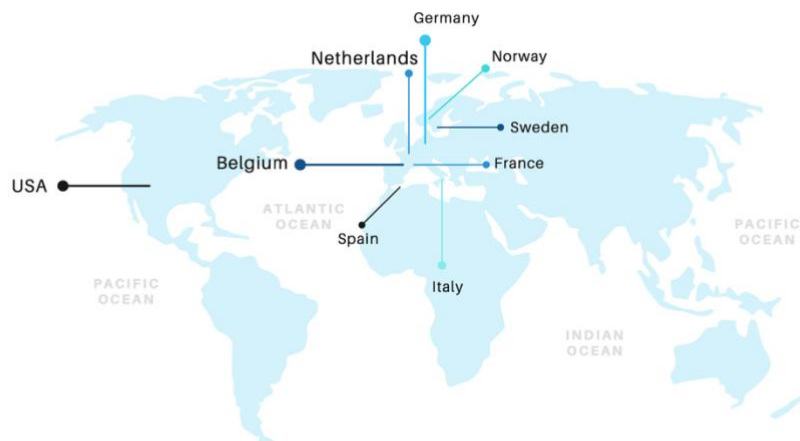 Germany
Netherlands
Norway
Sweden
Belgium
France
USA
ATLANTIC
OCEAN
Spain
PACIFIC
OCEAN
PACIFIC
OCEAN
Italy
INDIAN
OCEAN